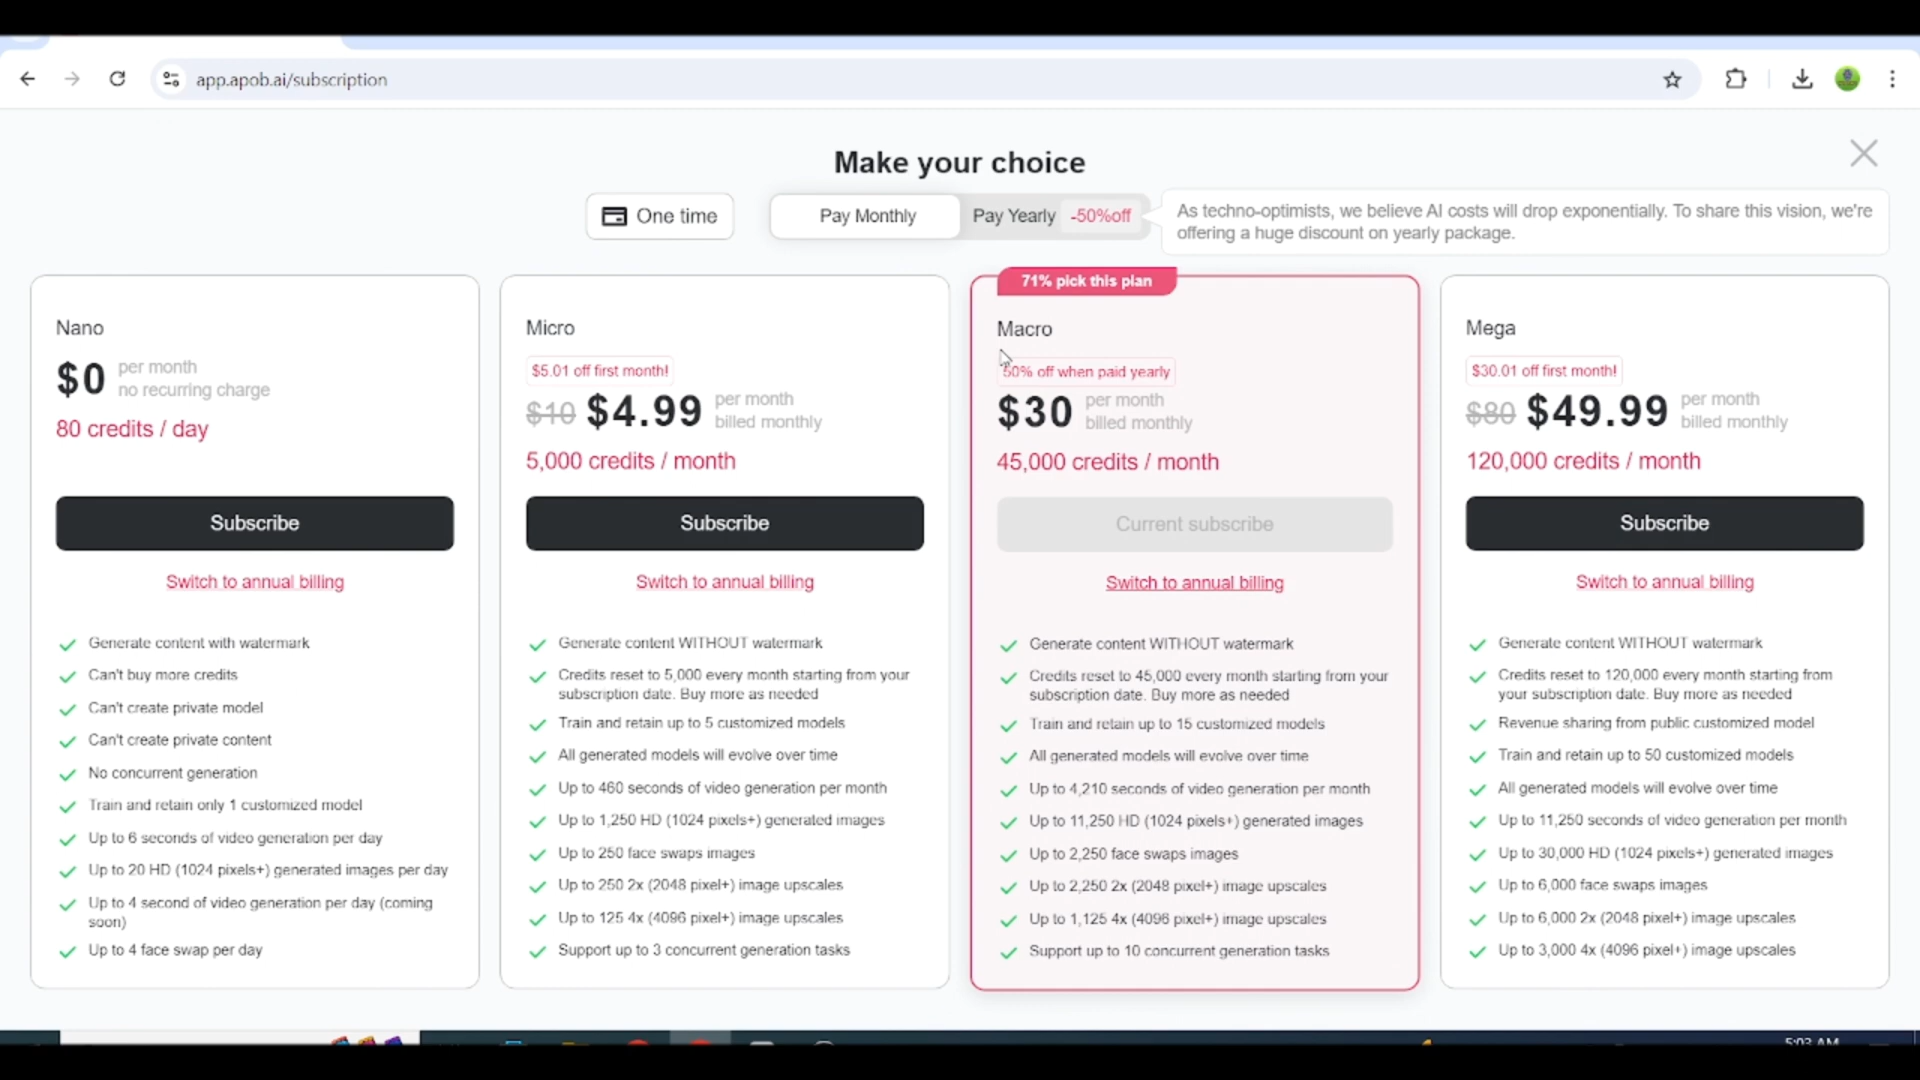 app.apob.ai/subscription
Make your choice
One time
Pay Monthly
Pay Yearly -50%off
As techno-optimists, we believe AI costs will drop exponentially. To share this vision, we're
offering a huge discount on yearly package.
Nano
$0 per month
no recurring charge
80 credits / day
Subscribe
Switch to annual billing
Generate content with watermark
Can't buy more credits
Can't create private model
Can't create private content
No concurrent generation
Train and retain only 1 customized model
Up to 6 seconds of video generation per day
Up to 20 HD (1024 pixels+) generated images per day
Up to 4 second of video generation per day (coming
soon)
Up to 4 face swap per day
Micro
$5.01 off first month!
$10 $4.99 per month
billed monthly
5,000 credits / month
Subscribe
Switch to annual billing
Generate content WITHOUT watermark
Credits reset to 5,000 every month starting from your
subscription date. Buy more as needed
Train and retain up to 5 customized models
All generated models will evolve over time
Up to 460 seconds of video generation per month
Up to 1,250 HD (1024 pixels+) generated images
Up to 250 face swaps images
Up to 250 2x (2048 pixel+) image upscales
Up to 125 4x (4096 pixel+) image upscales
Support up to 3 concurrent generation tasks
71% pick this plan
Macro
50% off when paid yearly
$30 per month
billed monthly
45,000 credits / month
Current subscribe
Switch to annual billing
Generate content WITHOUT watermark
Credits reset to 45,000 every month starting from your
subscription date. Buy more as needed
Train and retain up to 15 customized models
All generated models will evolve over time
Up to 4,210 seconds of video generation per month
Up to 11,250 HD (1024 pixels+) generated images
Up to 2,250 face swaps images
Up to 2,250 2x (2048 pixel+) image upscales
Up to 1,125 4x (4096 pixel+) image upscales
Support up to 10 concurrent generation tasks
Mega
$30.01 off first month!
$80 $49.99 per month
billed monthly
120,000 credits / month
Subscribe
Switch to annual billing
Generate content WITHOUT watermark
Credits reset to 120,000 every month starting from
your subscription date. Buy more as needed
Revenue sharing from public customized model
Train and retain up to 50 customized models
All generated models will evolve over time
Up to 11,250 seconds of video generation per month
Up to 30,000 HD (1024 pixels+) generated images
Up to 6,000 face swaps images
Up to 6,000 2x (2048 pixel+) image upscales
Up to 3,000 4x (4096 pixel+) image upscales
5:03 AM